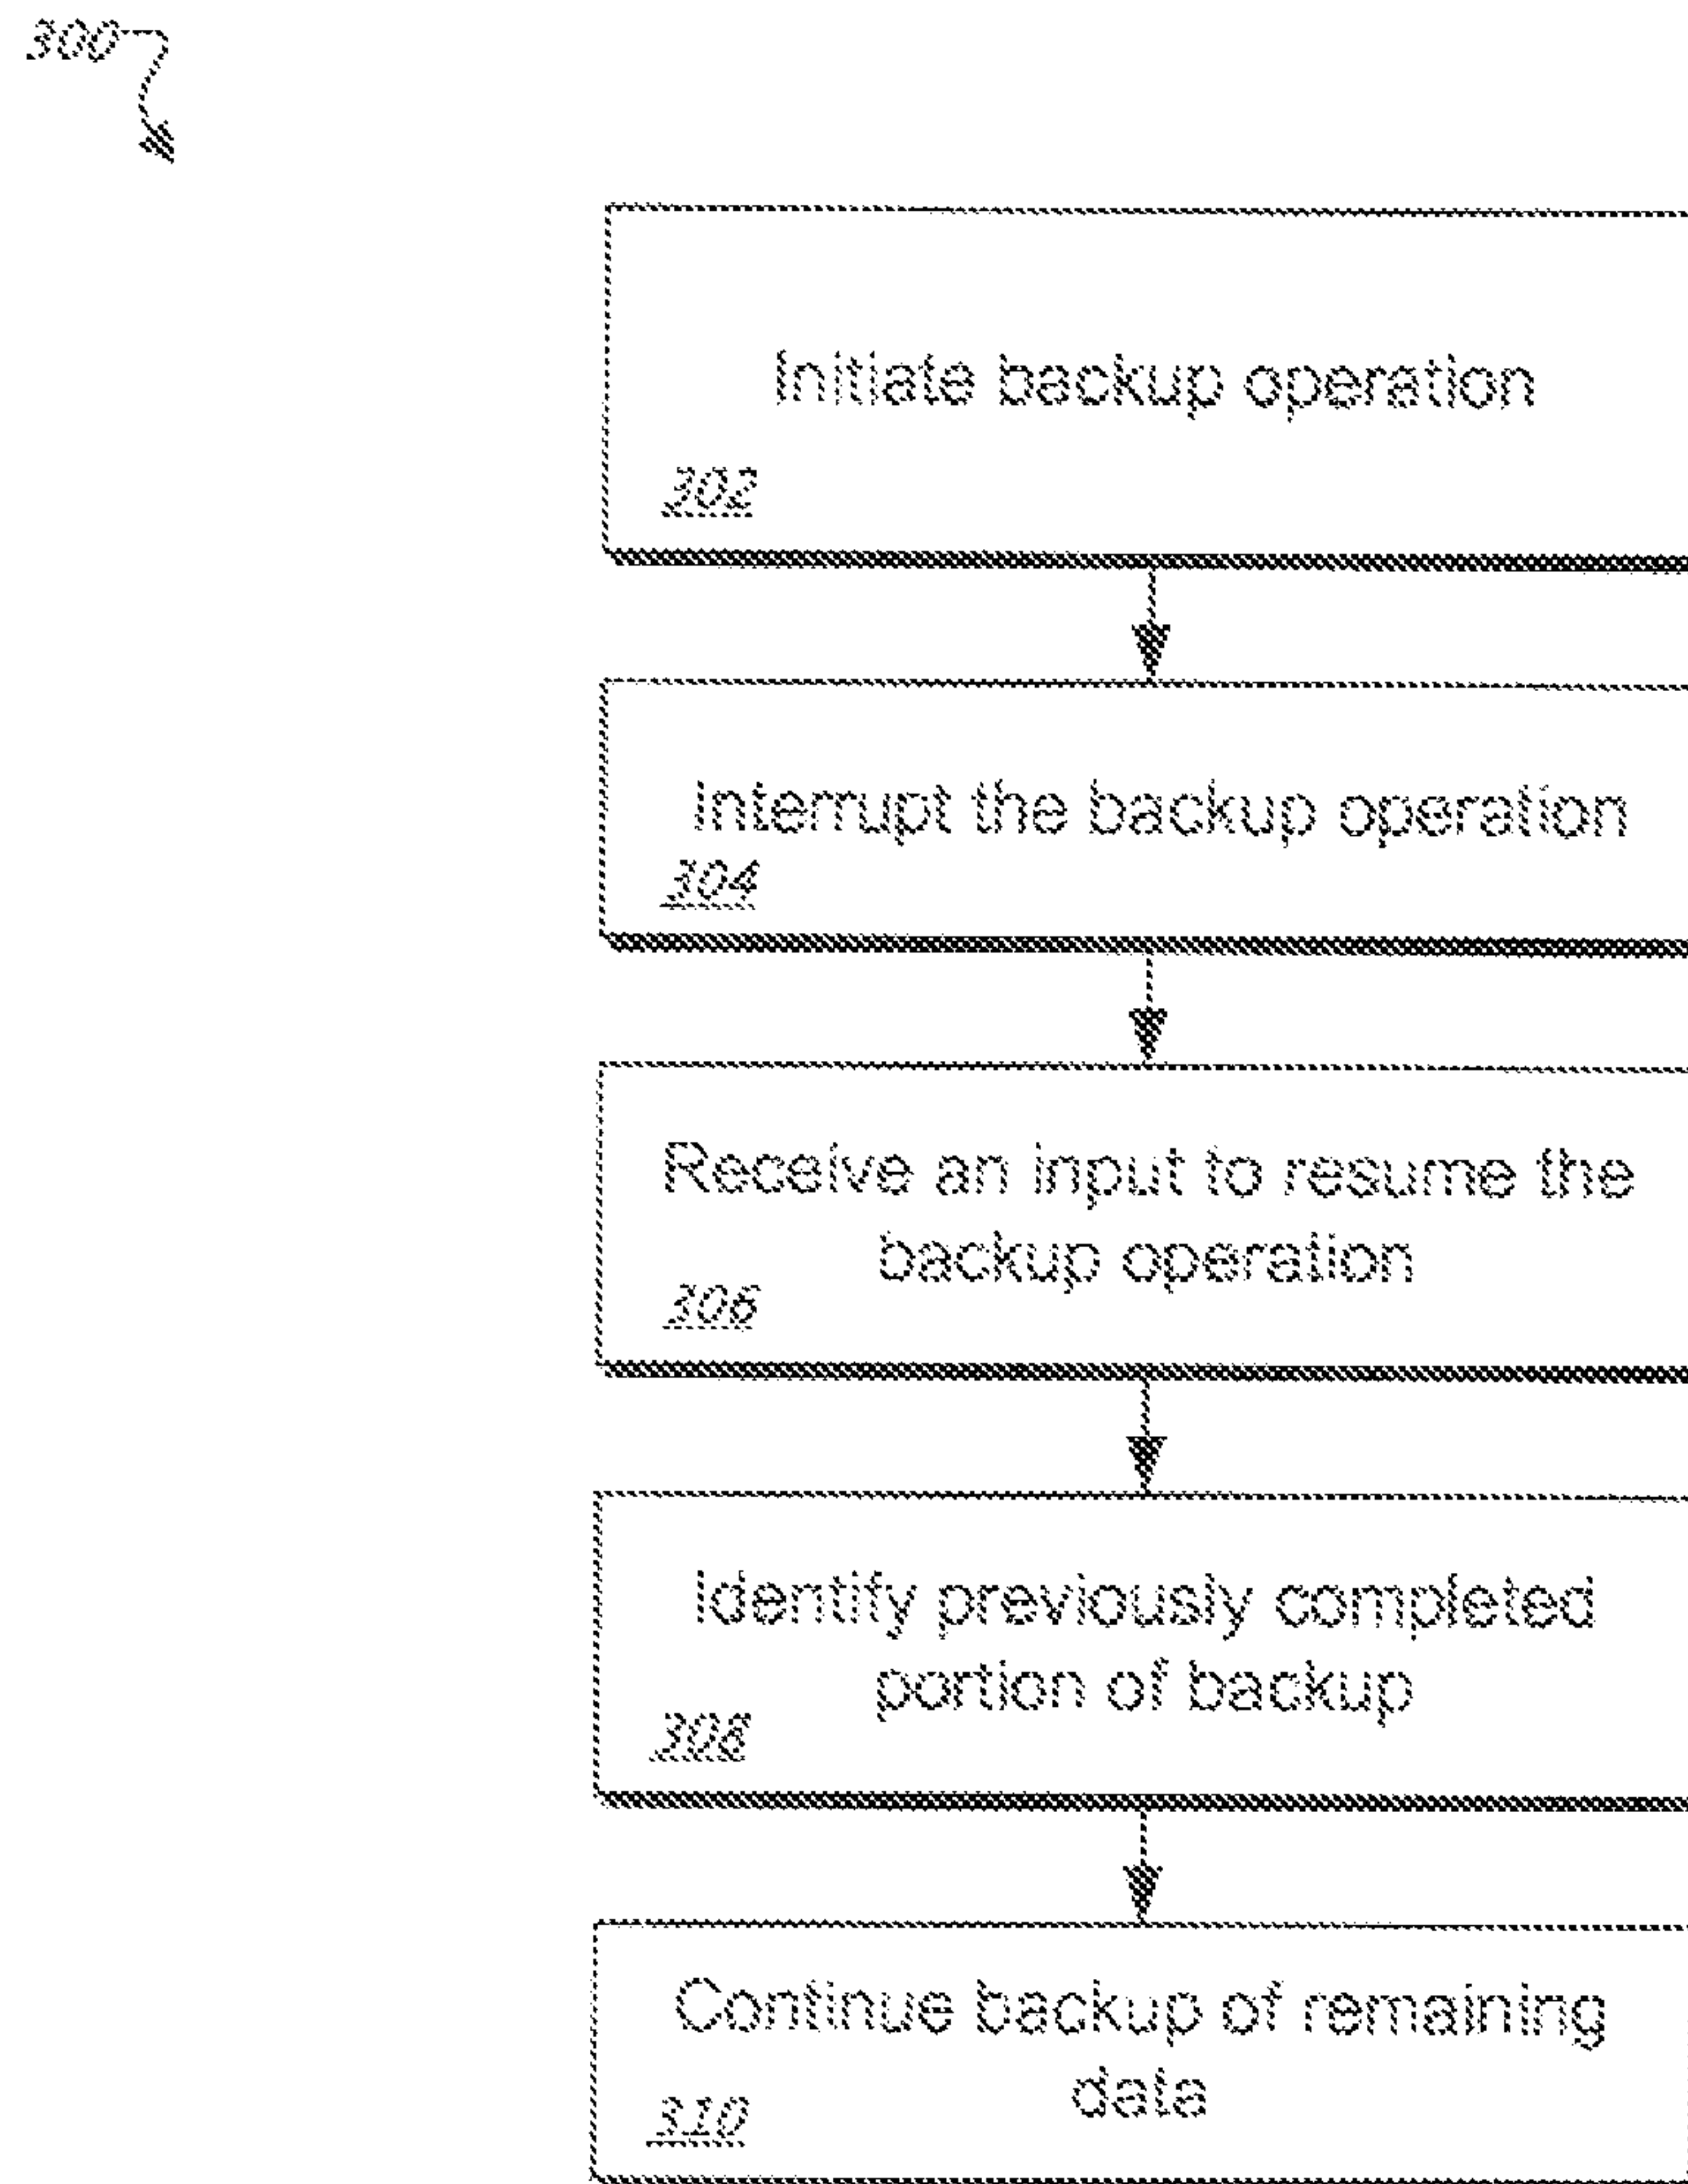 300
Initiate backup operation
302
Interrupt the backup operation
304
Receive an input to resume the
backup operation
306
Identify previously completed
portion of backup
308
Continue backup of remaining
data
310